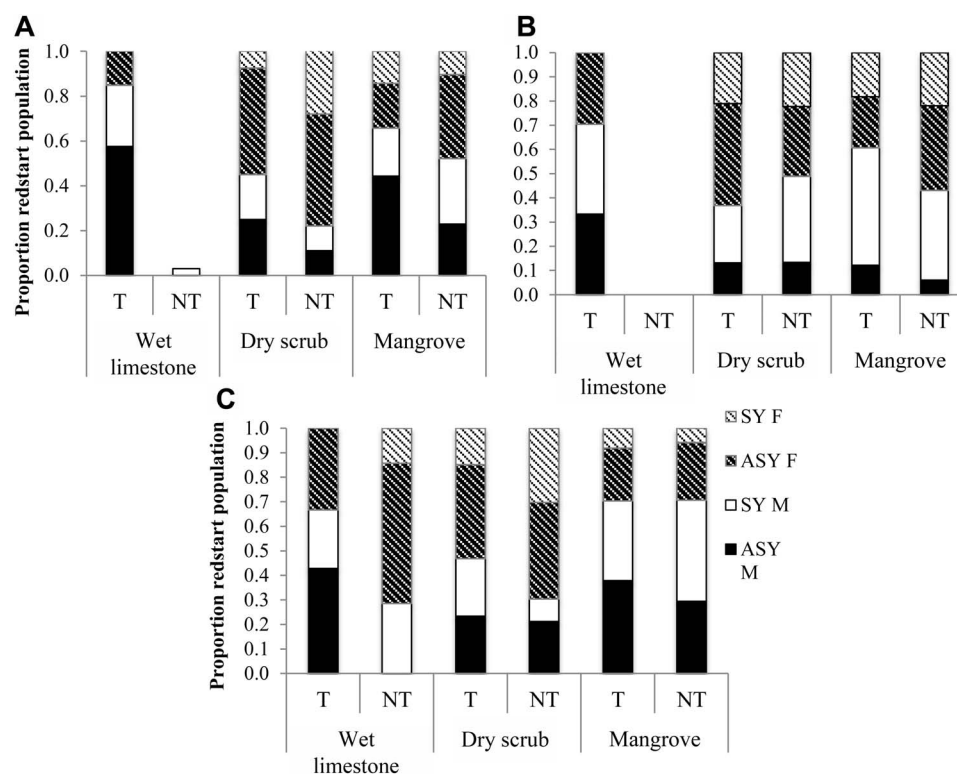 A
Proportion redstart population
1.0
0.8
0.6
0.4
0.2
0.0
T NT T NT T NT
Wet Dry scrub Mangrove
limestone
B
1.0
0.9
0.8
0.7
0.6
0.5
0.4
0.3
0.2
0.1
0.0
T NT T NT T NT
Wet Dry scrub Mangrove
limestone
C
Proportion redstart population
1.0
0.9
0.8
0.7
0.6
0.5
0.4
0.3
0.2
0.1
0.0
T NT T NT T NT
Wet Dry scrub Mangrove
limestone
SY F
ASY F
SY M
ASY
M